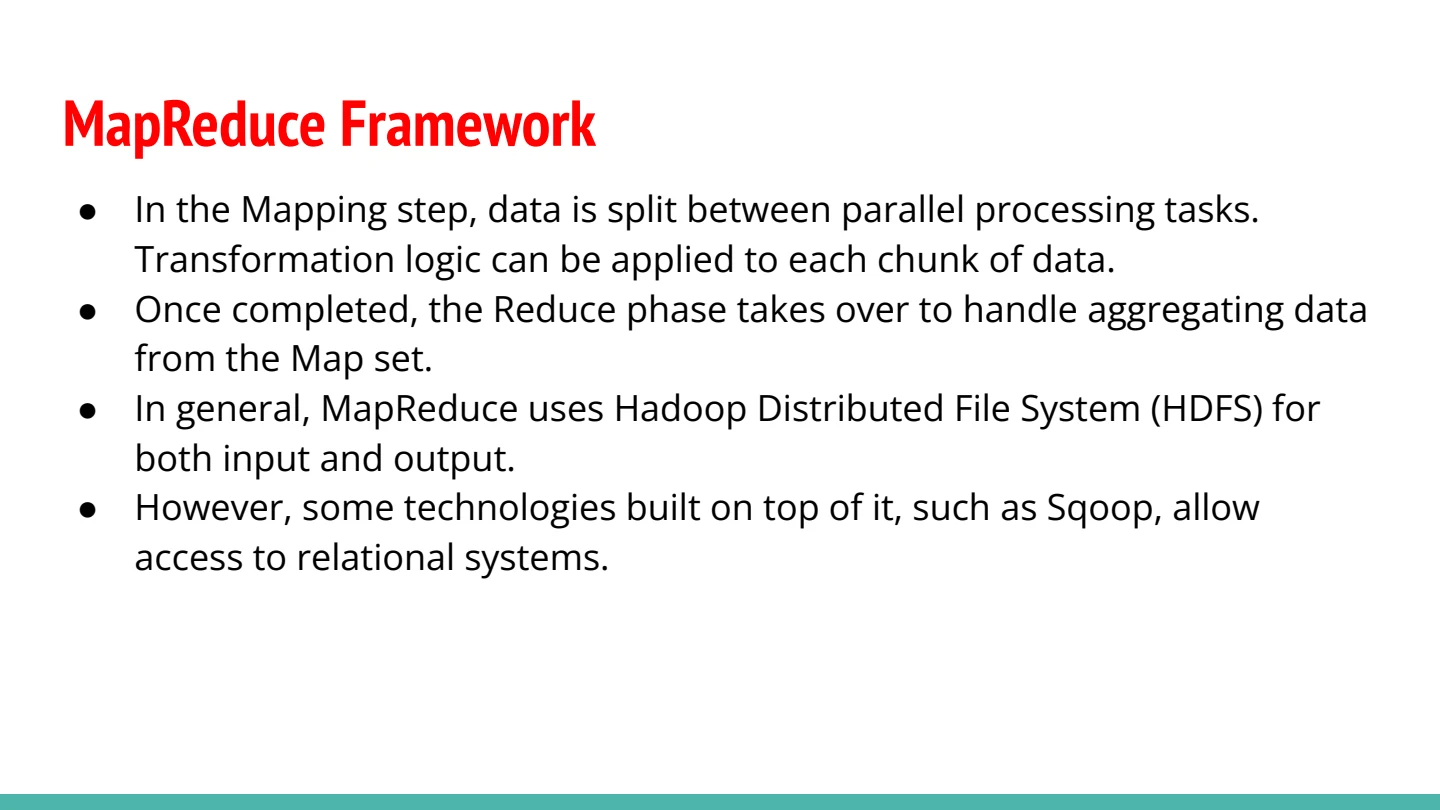 MapReduce Framework
● In the Mapping step, data is split between parallel processing tasks.
Transformation logic can be applied to each chunk of data.
● Once completed, the Reduce phase takes over to handle aggregating data
from the Map set.
● In general, MapReduce uses Hadoop Distributed File System (HDFS) for
both input and output.
● However, some technologies built on top of it, such as Sqoop, allow
access to relational systems.